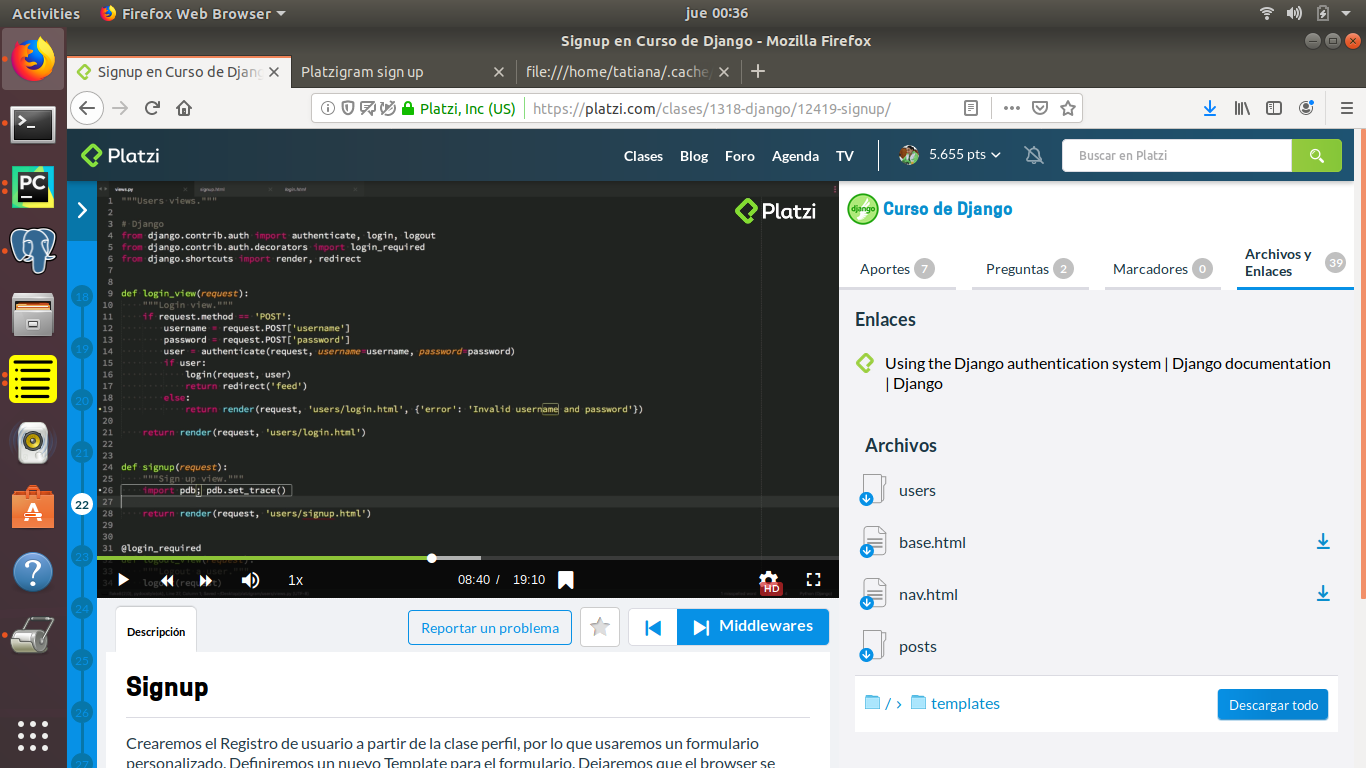 Activities
Firefox Web Browser
jue 00:36
Signup en Curso de Django - Mozilla Firefox
Signup en Curso de Djang
Platzigram sign up
file:///home/tatiana/.cache/
Platzi, Inc (US)
https://platzi.com/clases/1318-django/12419-signup/
Platzi
Clases
Blog
Foro
Agenda
TV
5.655 pts
Buscar en Platzi
views.py
signup.html
login.html
Platzi
1 """Users views."""
2
3 # Django
4 from django.contrib.auth import authenticate, login, logout
5 from django.contrib.auth.decorators import login_required
6 from django.shortcuts import render, redirect
7
8
9 def login_view(request):
10 """Login view."""
11 if request.method == 'POST':
12 username = request.POST['username']
13 password = request.POST['password']
14 user = authenticate(request, username=username, password=password)
15 if user:
16 login(request, user)
17 return redirect('feed')
18 else:
19 return render(request, 'users/login.html', {'error': 'Invalid username and password'})
20
21 return render(request, 'users/login.html')
22
23
24 def signup(request):
25 """Sign up view."""
26 import pdb; pdb.set_trace()
27
28 return render(request, 'users/signup.html')
29
30
31 @login_required
def logout_view(request):
33 """Logout a user."""
34 logout(request)
18
19
20
21
22
23
24
25
26
27
1x
08:40 / 19:10
HD
Descripción
Reportar un problema
Middlewares
Signup
Crearemos el Registro de usuario a partir de la clase perfil, por lo que usaremos un formulario
personalizado. Definiremos un nuevo Template para el formulario. Dejaremos que el browser se
django
Curso de Django
Aportes 7
Preguntas 2
Marcadores 0
Archivos y
Enlaces 39
Enlaces
Using the Django authentication system | Django documentation
| Django
Archivos
users
base.html
nav.html
posts
/ › templates
Descargar todo